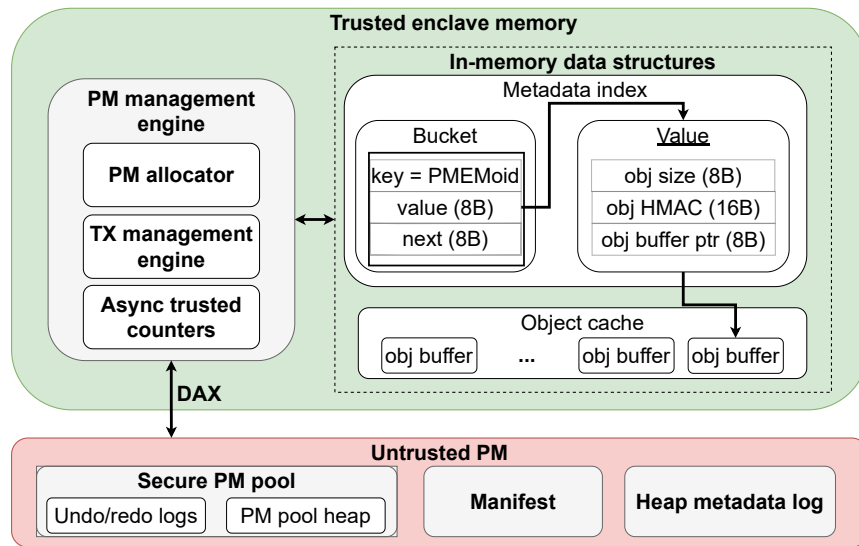 Trusted enclave memory
PM management
engine
PM allocator
TX management
engine
Async trusted
counters
In-memory data structures
Metadata index
Bucket
key = PMEMoid
value (8B)
next (8B)
Value
obj size (8B)
obj HMAC (16B)
obj buffer ptr (8B)
Object cache
obj buffer
...
obj buffer
obj buffer
DAX
Untrusted PM
Secure PM pool
Undo/redo logs
PM pool heap
Manifest
Heap metadata log